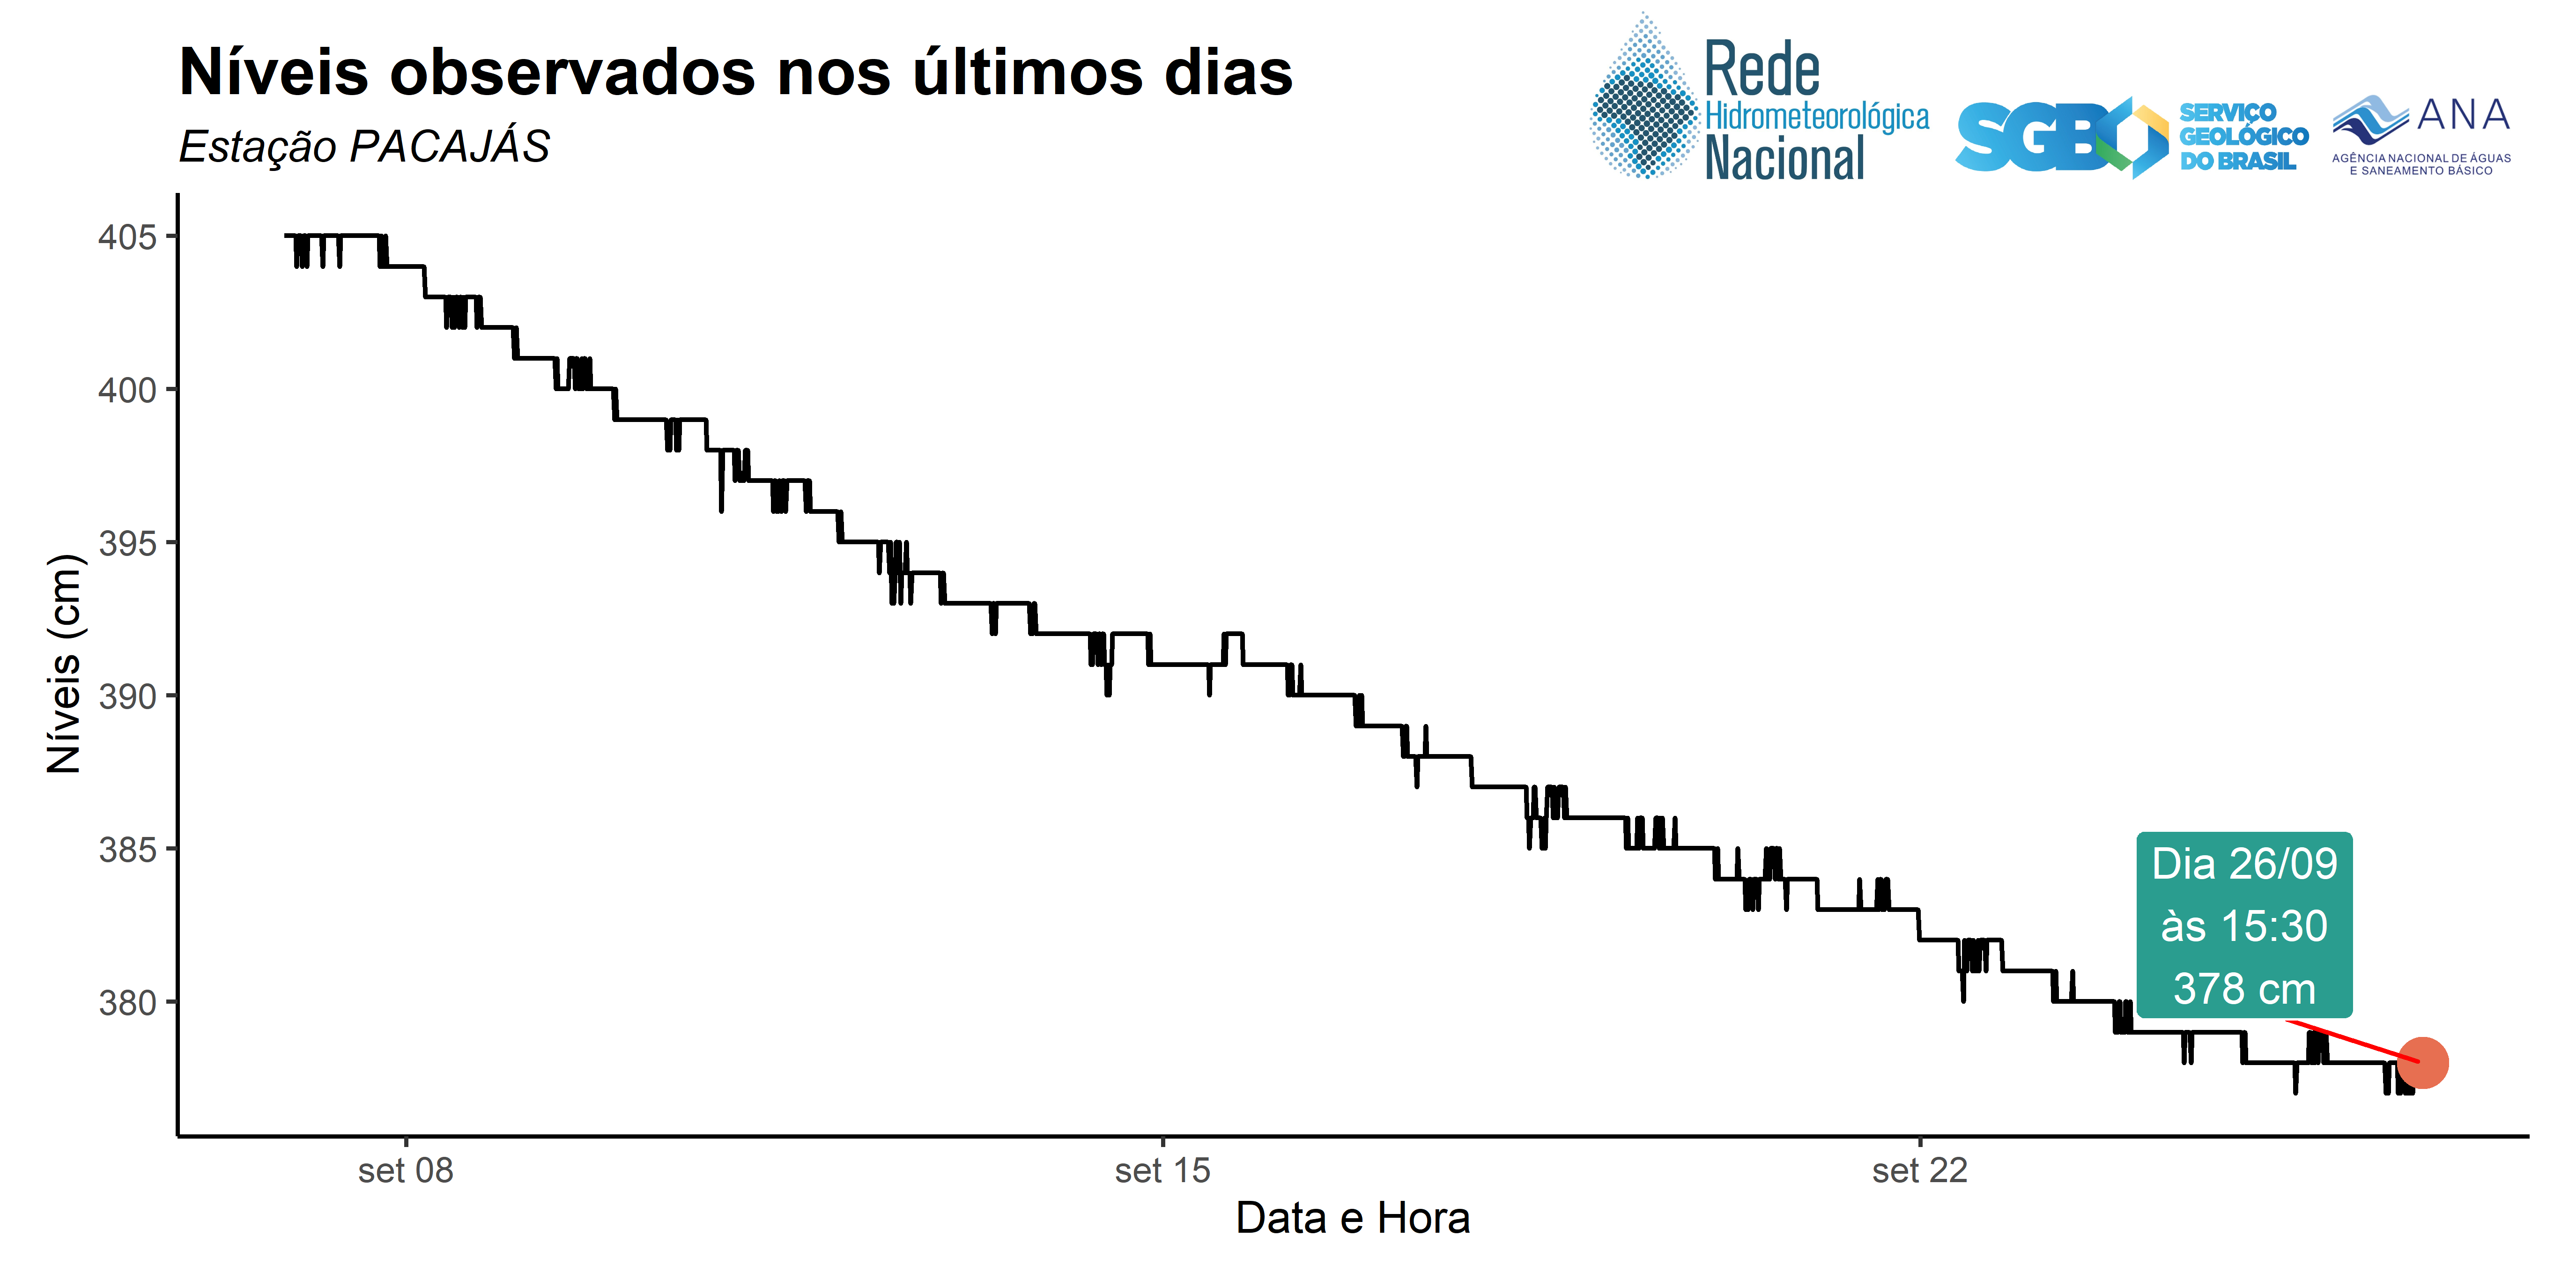 Níveis observados nos últimos dias
Estação PACAJÁS
Rede
Hidrometeorológica
Nacional
SGB
SERVIÇO
GEOLÓGICO
DO BRASIL
ANA
AGÊNCIA NACIONAL DE ÁGUAS
E SANEAMENTO BÁSICO
Níveis (cm)
405
400
395
390
385
380
Dia 26/09
às 15:30
378 cm
set 08
set 15
set 22
Data e Hora